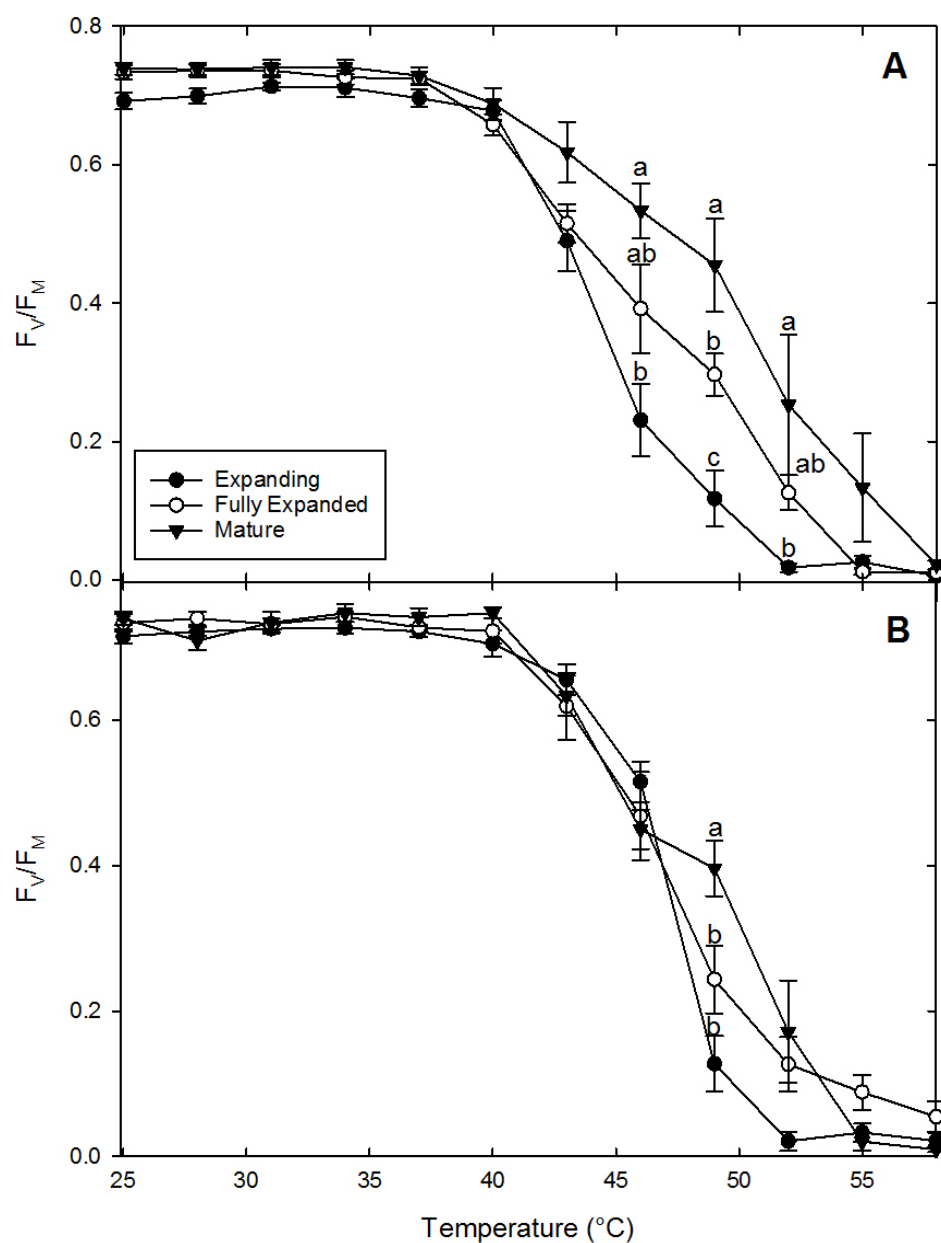 0.8
A
a
a
0.6
ab
a
F_V/F_M
0.4
b
b
c
ab
0.2
b
Expanding
Fully Expanded
Mature
0.0
B
0.6
a
F_V/F_M
0.4
b
b
0.2
0.0
25 30 35 40 45 50 55
Temperature (°C)